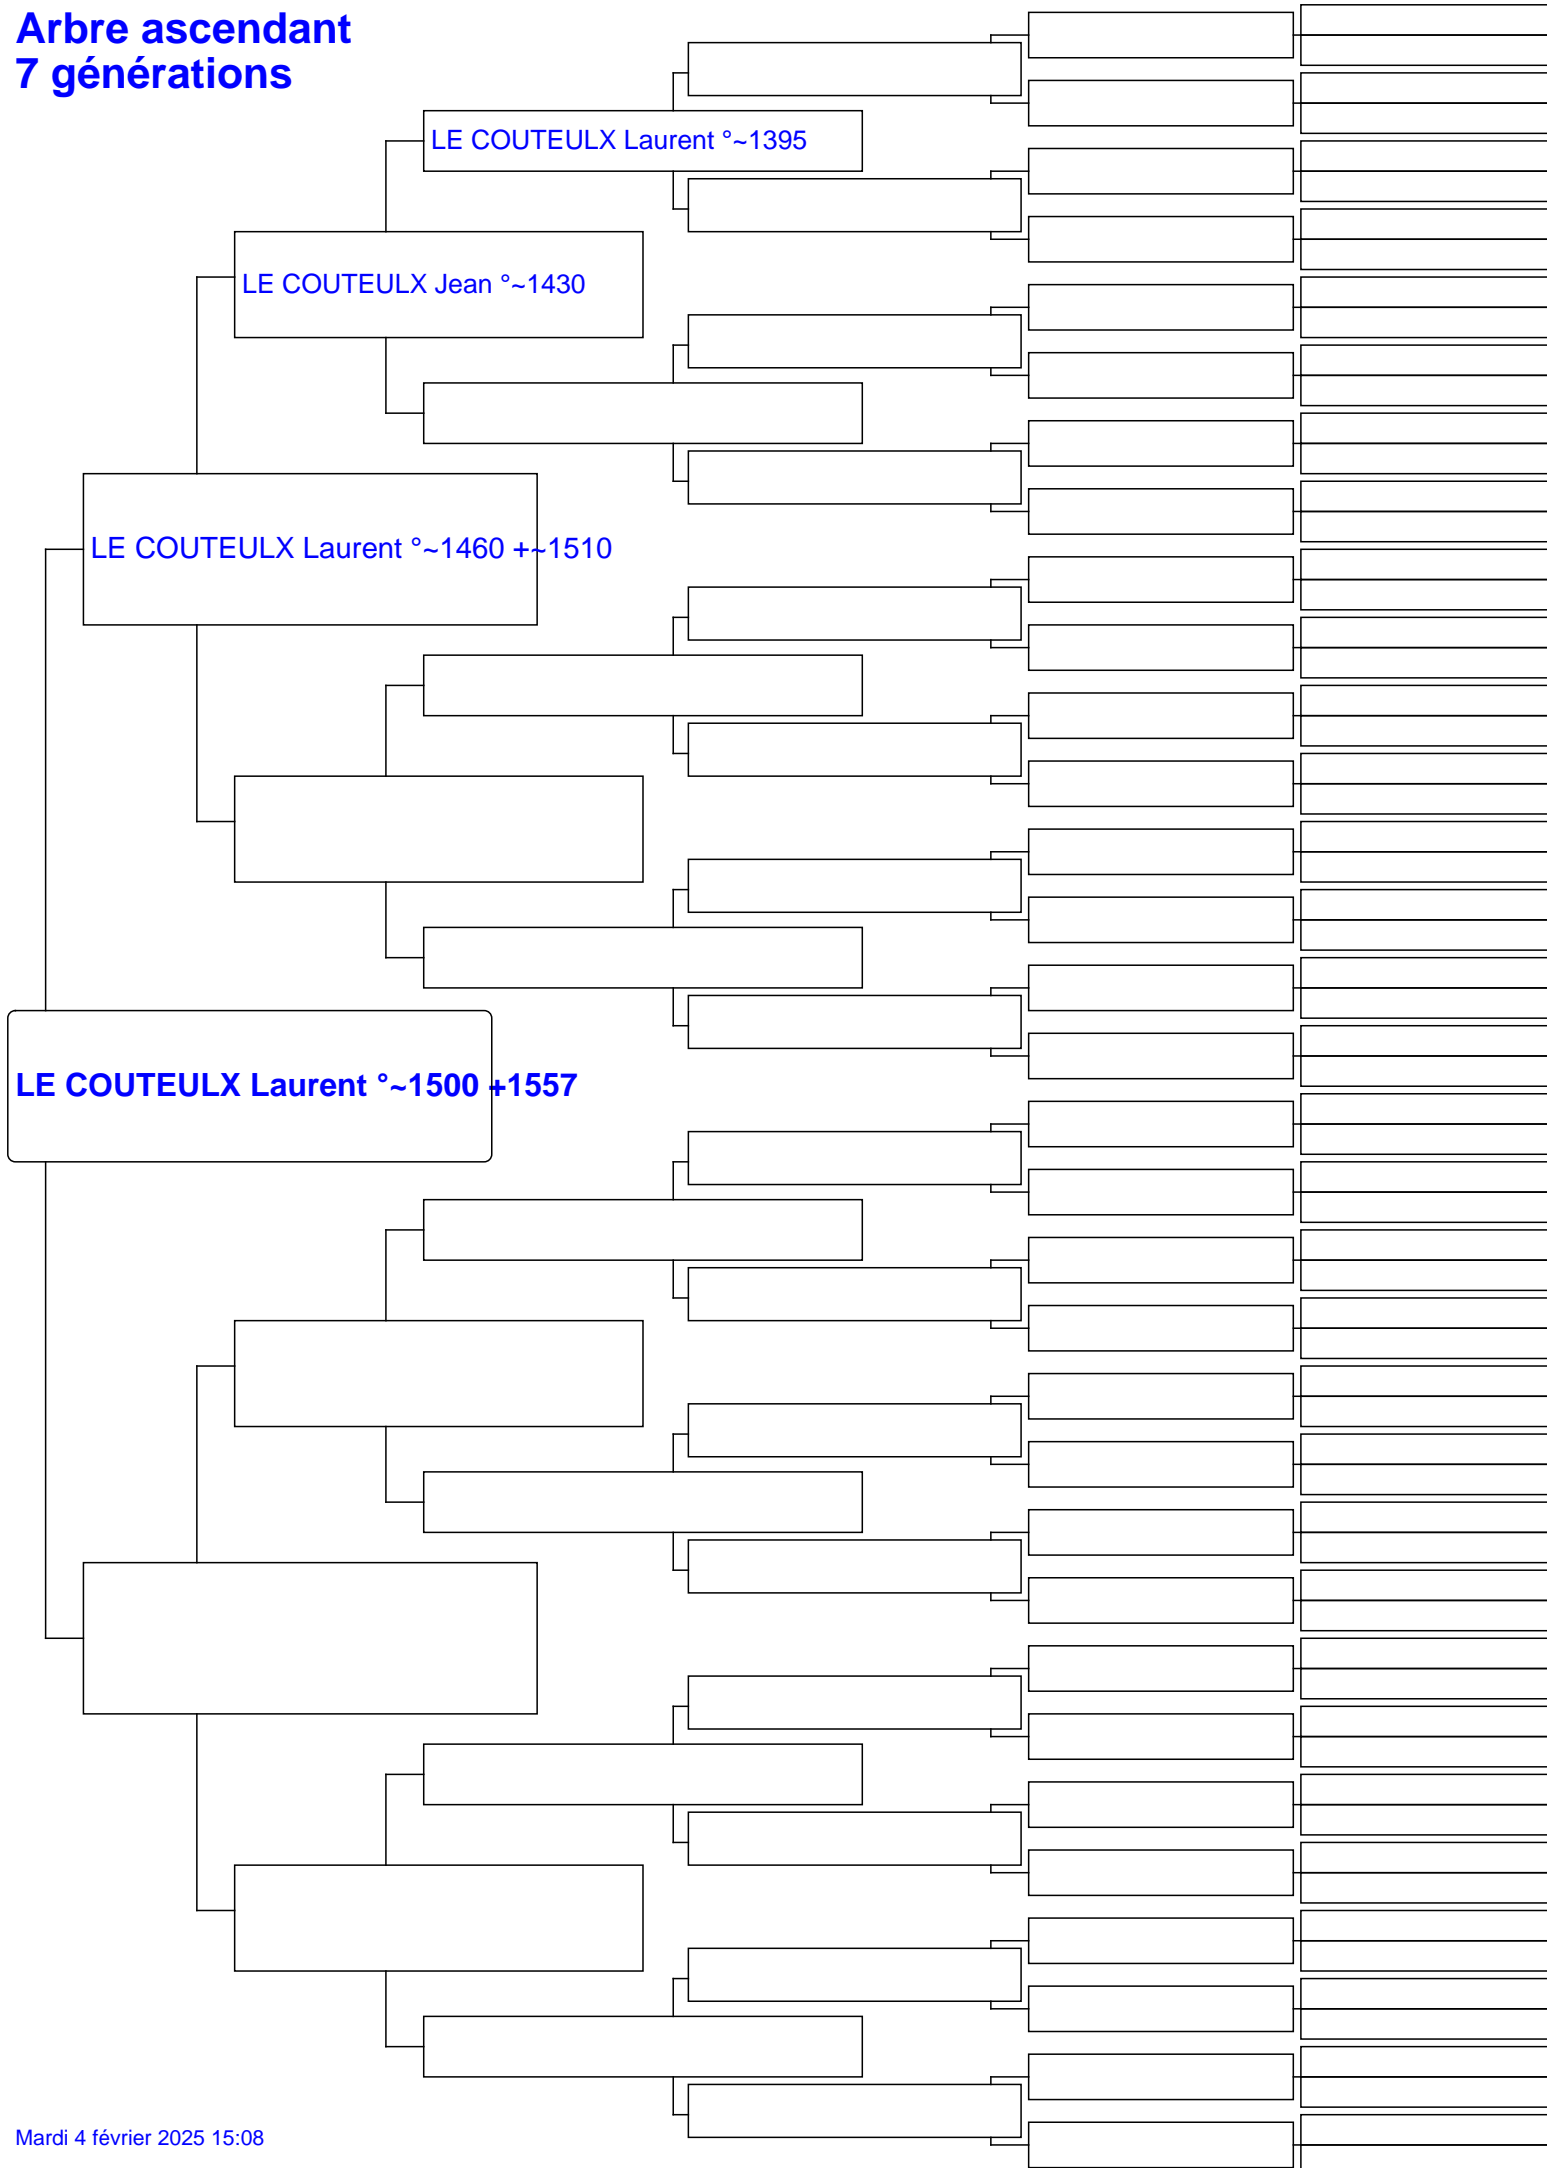 Arbre ascendant
7 générations
LE COUTEULX Laurent °~1395
LE COUTEULX Jean °~1430
LE COUTEULX Laurent °~1460 +~1510
LE COUTEULX Laurent °~1500 +1557
Mardi 4 février 2025 15:08